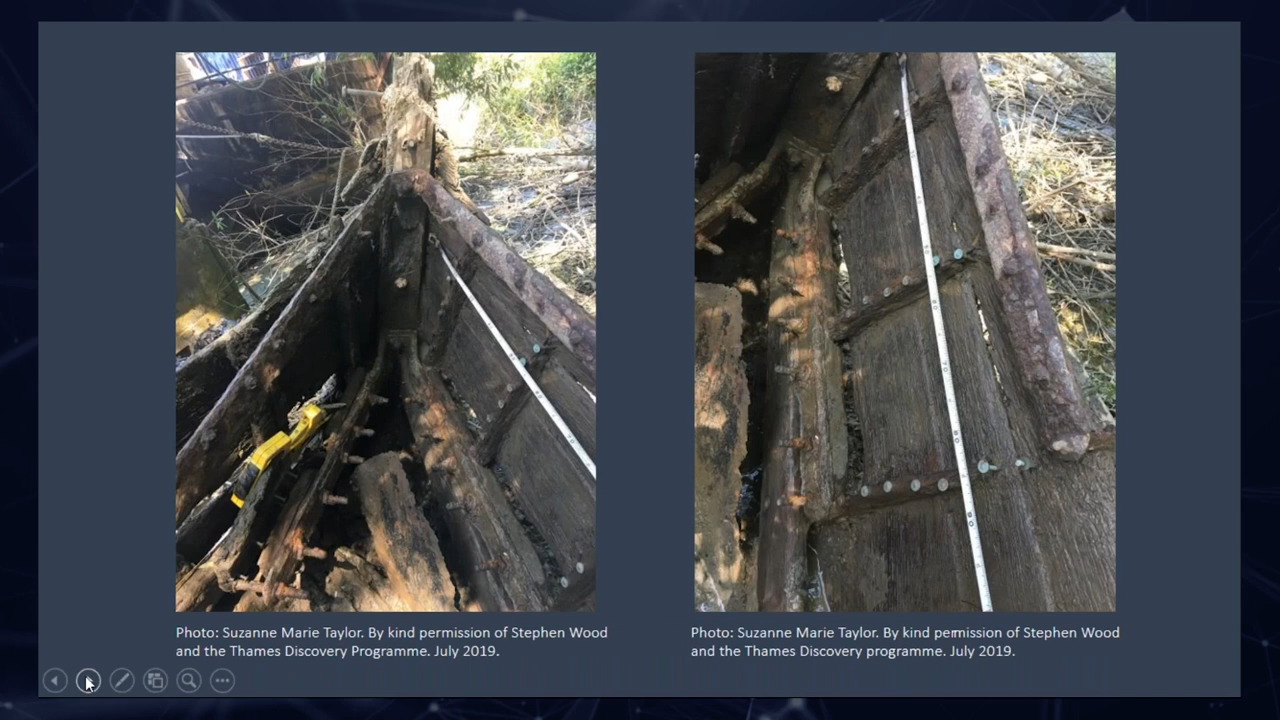 Photo: Suzanne Marie Taylor. By kind permission of Stephen Wood
and the Thames Discovery Programme. July 2019.
Photo: Suzanne Marie Taylor. By kind permission of Stephen Wood
and the Thames Discovery programme. July 2019.